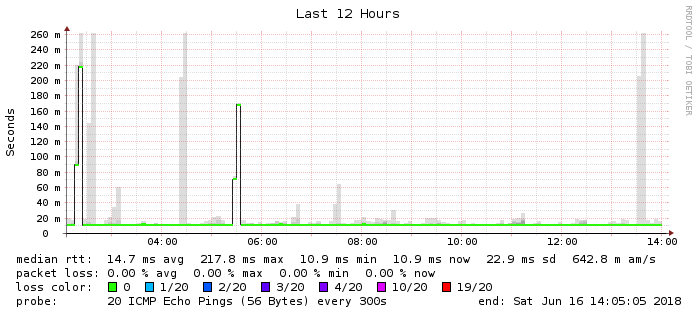 Last 12 Hours
RRDTOOL / TOBI OETIKER
Seconds
260 m
240 m
220 m
200 m
180 m
160 m
140 m
120 m
100 m
80 m
60 m
40 m
20 m
0
04:00 06:00 08:00 10:00 12:00 14:00
median rtt: 14.7 ms avg 217.8 ms max 10.9 ms min 10.9 ms now 22.9 ms sd 642.8 m am/s
packet loss: 0.00 % avg 0.00 % max 0.00 % min 0.00 % now
loss color: 0 1/20 2/20 3/20 4/20 10/20 19/20
probe: 20 ICMP Echo Pings (56 Bytes) every 300s end: Sat Jun 16 14:05:05 2018